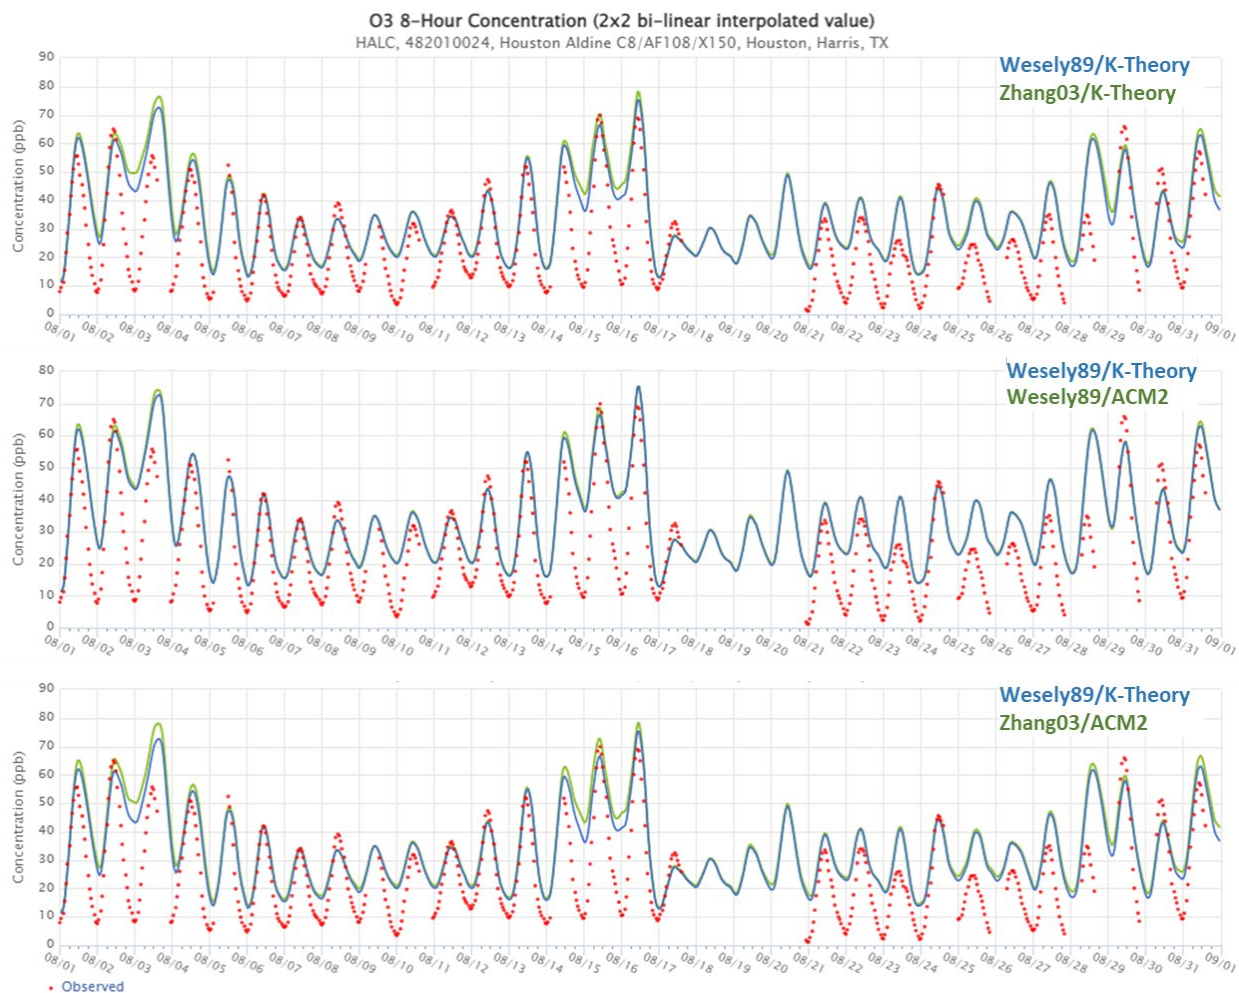 O3 8-Hour Concentration (2x2 bi-linear interpolated value)
HALC, 482010024, Houston Aldine C8/AF108/X150, Houston, Harris, TX
Wesely89/K-Theory
Zhang03/K-Theory
Concentration (ppb)
90
80
70
60
50
40
30
20
10
0
08/01 08/02 08/03 08/04 08/05 08/06 08/07 08/08 08/09 08/10 08/11 08/12 08/13 08/14 08/15 08/16 08/17 08/18 08/19 08/20 08/21 08/22 08/23 08/24 08/25 08/26 08/27 08/28 08/29 08/30 08/31 09/01
Wesely89/K-Theory
Wesely89/ACM2
Concentration (ppb)
80
70
60
50
40
30
20
10
0
08/01 08/02 08/03 08/04 08/05 08/06 08/07 08/08 08/09 08/10 08/11 08/12 08/13 08/14 08/15 08/16 08/17 08/18 08/19 08/20 08/21 08/22 08/23 08/24 08/25 08/26 08/27 08/28 08/29 08/30 08/31 09/01
Wesely89/K-Theory
Zhang03/ACM2
Concentration (ppb)
90
80
70
60
50
40
30
20
10
0
08/01 08/02 08/03 08/04 08/05 08/06 08/07 08/08 08/09 08/10 08/11 08/12 08/13 08/14 08/15 08/16 08/17 08/18 08/19 08/20 08/21 08/22 08/23 08/24 08/25 08/26 08/27 08/28 08/29 08/30 08/31 09/01
Observed